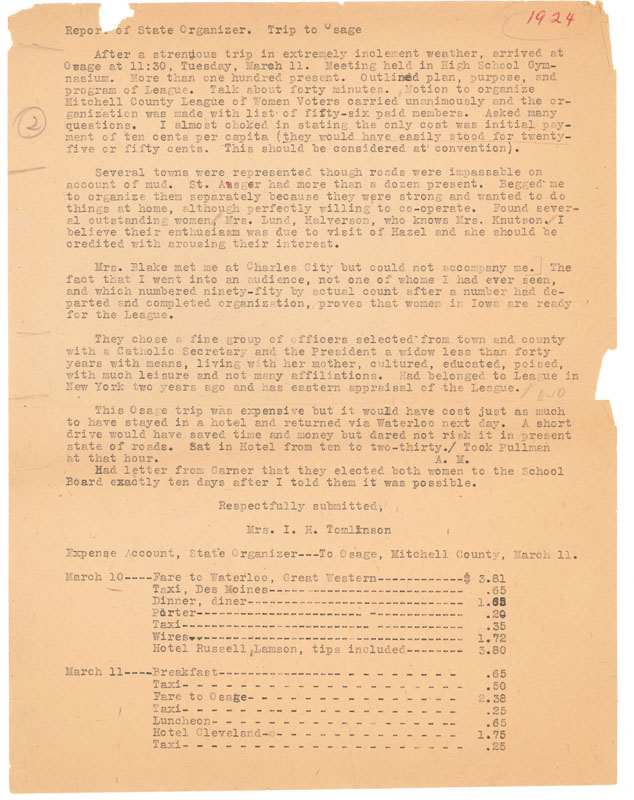 1924
Report of State Organizer. Trip to Osage
After a strenuous trip in extremely inclement weather, arrived at
Owage at 11:30, Tuesday, March 11. Meeting held in High School Gym-
nasium. More than one hundred present. Outlined plan, purpose, and
program of League. Talk about forty minutes. Motion to organize
Mitchell County League of Women Voters carried unanimously and the or-
ganization was made with list of fifty-six paid members. Asked many
2
questions. I almost choked in stating the only cost was initial pay-
ment of ten cents per capita (they would have easily stood for twenty-
five or fifty cents. This should be considered at convention).
Several towns were represented though roads were impassable on
account of mud. St. Ansgar had more than a dozen present. Begged me
to organize them separately because they were strong and wanted to do
things at home, although perfectly willing to co-operate. Found sever-
al outstanding women, Mrs. Lund, Halverson, who knows Mrs. Knutson. I
believe their enthusiasm was due to visit of Hazel and she should be
credited with arousing their interest.
Mrs. Blake met me at Charles City but could not accompany me. The
fact that I went into an audience, not one of whome I had ever seen,
and which numbered ninety-fity by actual count after a number had de-
parted and completed organization, proves that women in Iowa are ready
for the League.
They chose a fine group of officers selected from town and county
with a Catholic Secretary and the President a widow less than forty
years with means, living with her mother, cultured, educated, poised,
with much leisure and not many affiliations. Had belonged to League in
New York two years ago and has eastern appraisal of the League.
This Osage trip was expensive but it would have cost just as much
to have stayed in a hotel and returned via Waterloo next day. A short
drive would have saved time and money but dared not risk it in present
state of roads. Sat in Hotel from ten to two-thirty./ Took Pullman
at that hour. A. M.
Had letter from Garner that they elected both women to the School
Board exactly ten days after I told them it was possible.
Respectfully submitted,
Mrs. I. H. Tomlinson
Expense Account, State Organizer---To Osage, Mitchell County, March 11.
March 10----Fare to Waterloo, Great Western-----------$ 3.81
Taxi, Des Moines------------------------- .65
Dinner, diner---------------------------- 1.65
Porter-------------------- -------------- .20
Taxi--------------------- --------------- .35
Wires------------------------------------ 1.72
Hotel Russell Lamson, tips included-------- 3.80
March 11----Breakfast------- - - - - - - - - - - .65
Taxi- - - - - - - - - - - - - - - - - - .50
Fare to Osage- - - - - - - - - - - - - 2.38
Taxi- - - - - - - - - - - - - - - - - - .25
Luncheon- - - - - - - - - - - - - - - - .65
Hotel Cleveland- - - - - - - - - - - - 1.75
Taxi- - - - - - - - - - - - - - - - - - .25